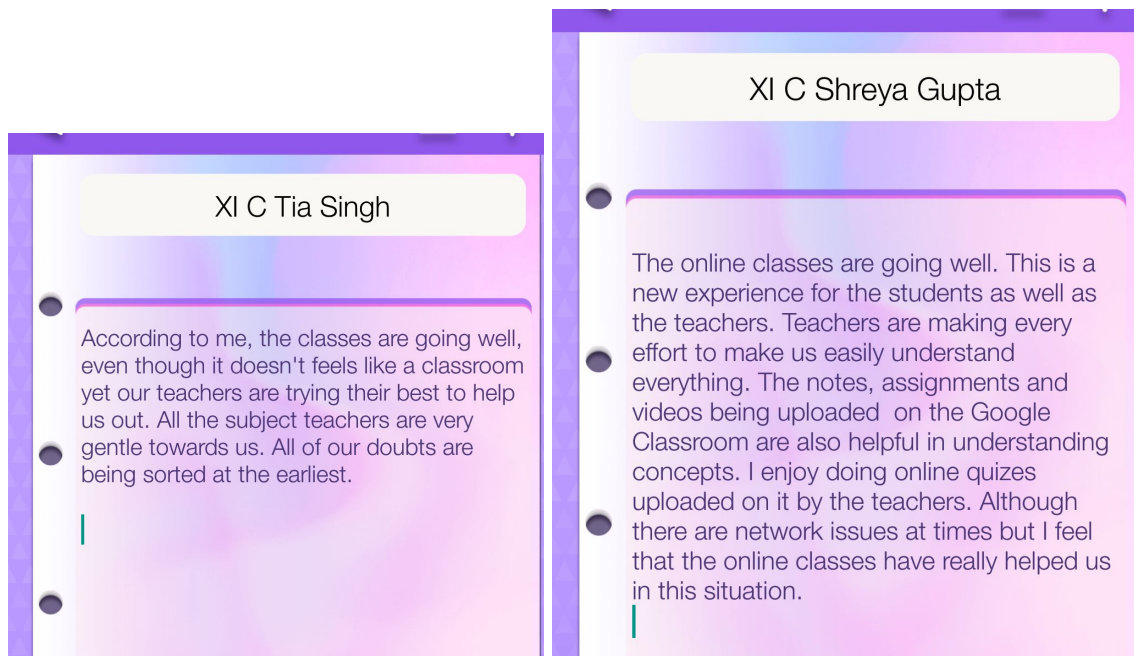 XI C Tia Singh
According to me, the classes are going well,
even though it doesn't feels like a classroom
yet our teachers are trying their best to help
us out. All the subject teachers are very
gentle towards us. All of our doubts are
being sorted at the earliest.
XI C Shreya Gupta
The online classes are going well. This is a
new experience for the students as well as
the teachers. Teachers are making every
effort to make us easily understand
everything. The notes, assignments and
videos being uploaded  on the Google
Classroom are also helpful in understanding
concepts. I enjoy doing online quizes
uploaded on it by the teachers. Although
there are network issues at times but I feel
that the online classes have really helped us
in this situation.